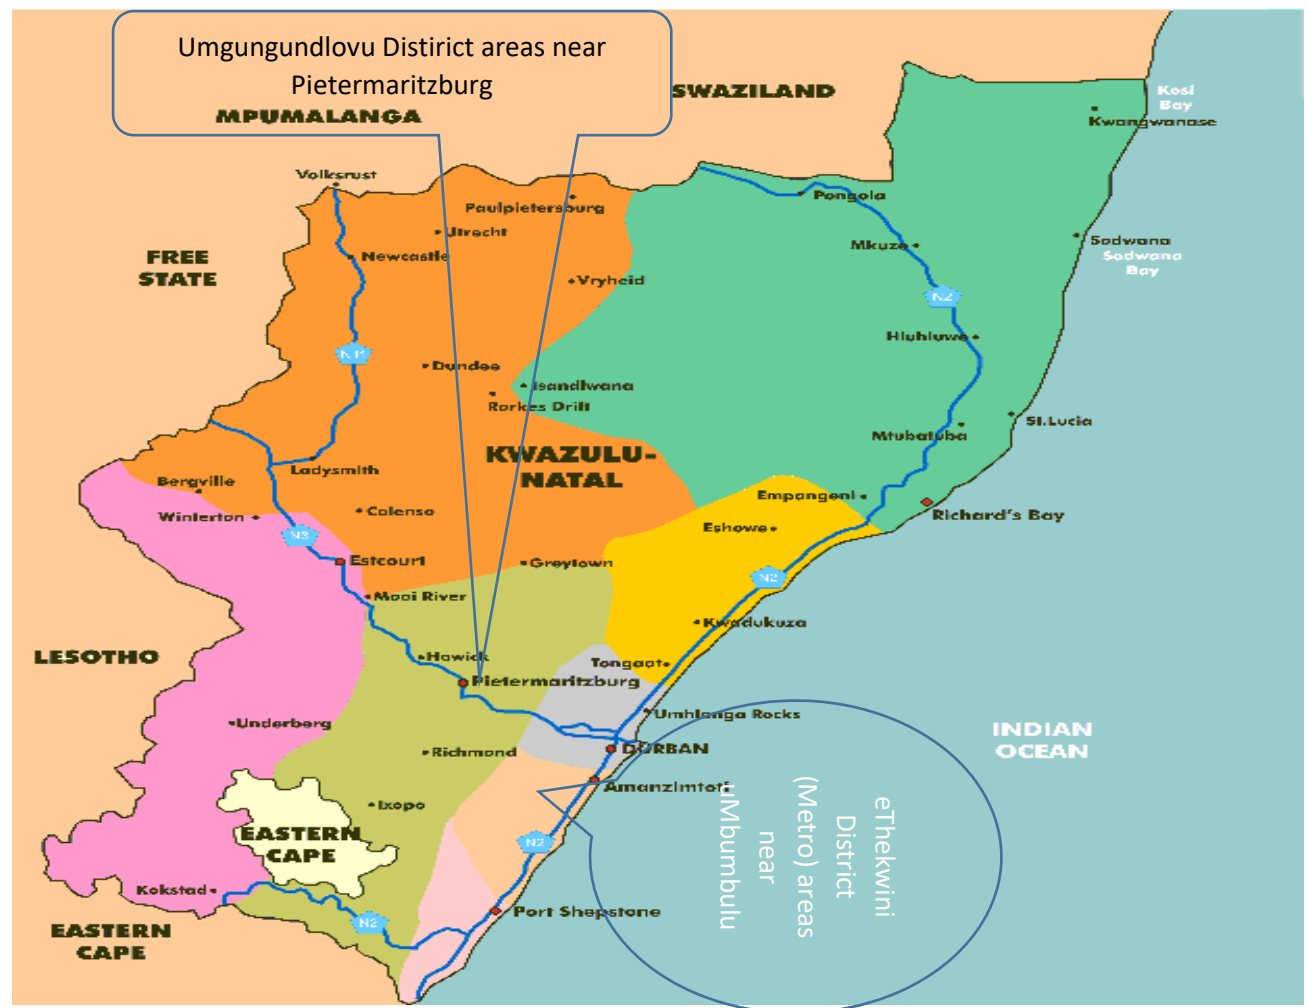 Umgungundlovu Distirict areas near
Pietermaritzburg
SWAZILAND
MPUMALANGA
Kosi
Bay
Kwangwanase
Volksrust
Pongola
Paulpietersburg
Utrecht
Mkuze
Sodwana
Sodwana
Bay
FREE
STATE
Newcastle
Vryheid
N2
Hluhluwe
N11
Dundee
Isandlwana
Rorkes Drift
St.Lucia
Mtubatuba
KWAZULU-
NATAL
Ladysmith
Bergville
Empangeni
Winterton
Colenso
Richard's Bay
Eshowe
N3
Estcourt
Greytown
N2
Mooi River
Kwadukuza
LESOTHO
Howick
Tongaat
Pietermaritzburg
Umhlanga Rocks
Underberg
INDIAN
OCEAN
Richmond
DURBAN
Amanzimtoti
eThekwini
District
(Metro) areas
near
uMbumbulu
Ixopo
EASTERN
CAPE
N2
Kokstad
Port Shepstone
N2
EASTERN
CAPE